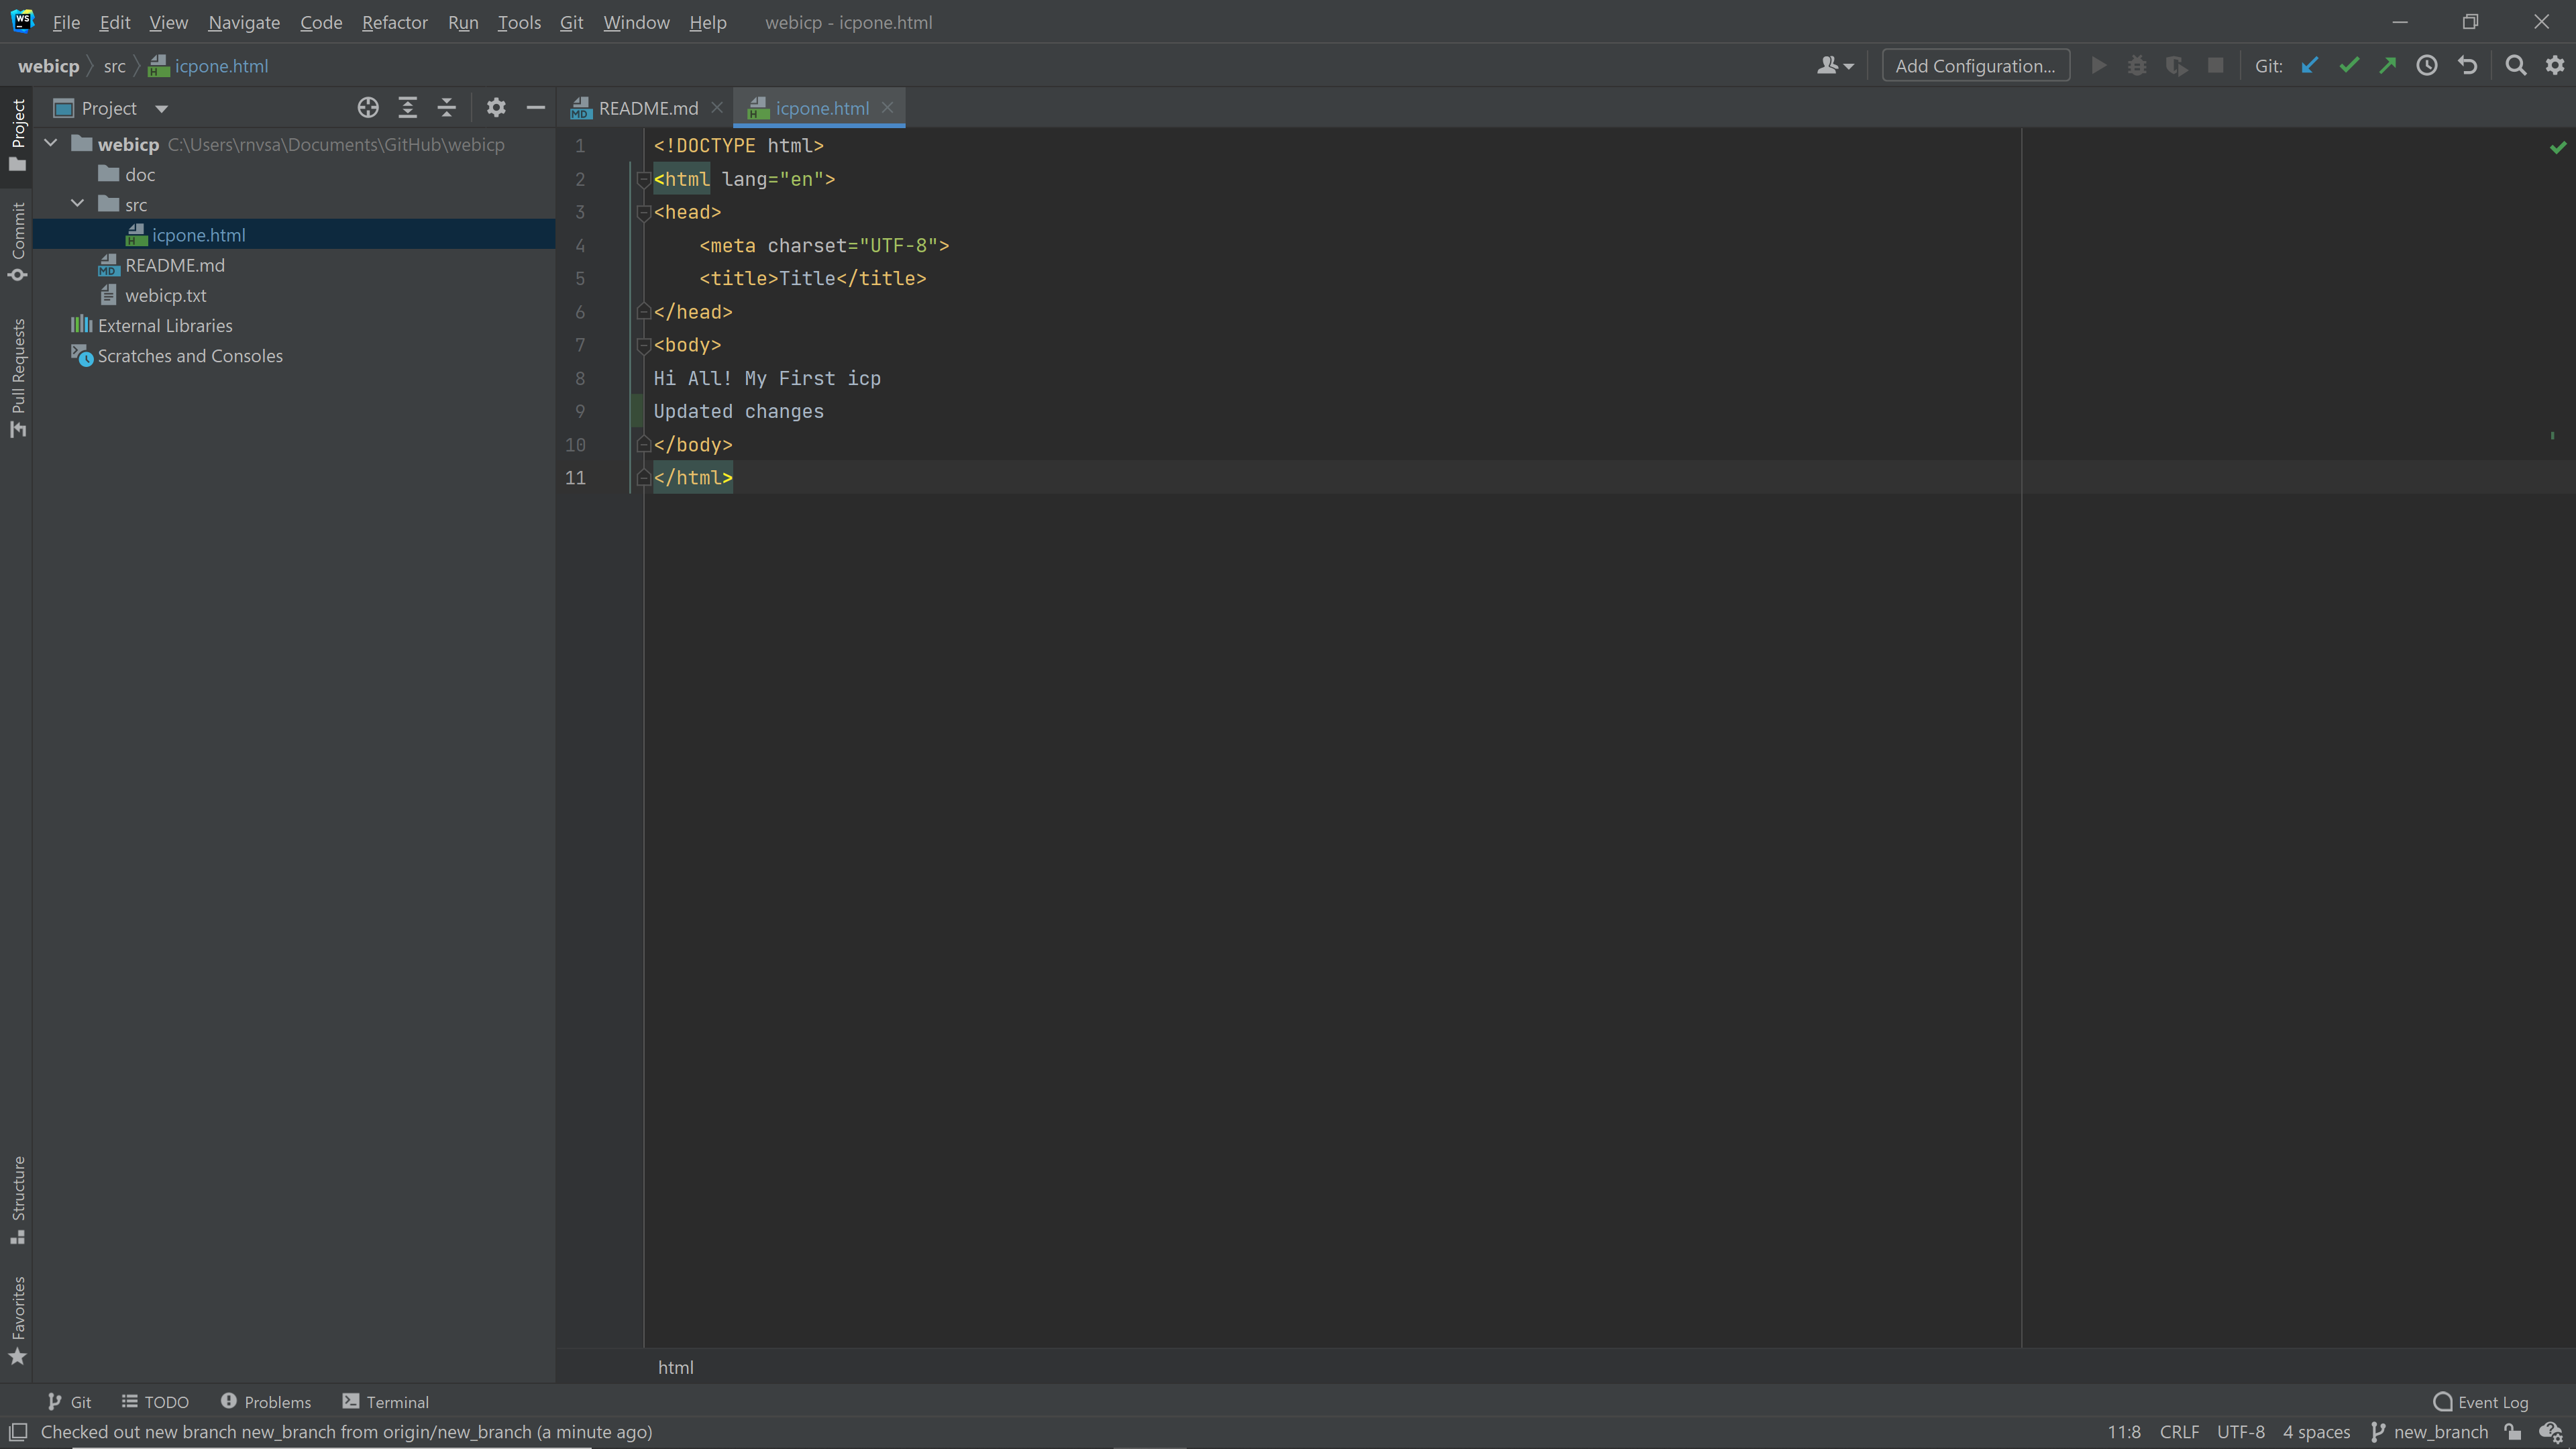 WS File Edit View Navigate Code Refactor Run Tools Git Window Help webicp - icpone.html
webicp src icpone.html Add Configuration... Git:
Project
README.md icpone.html
Project
Commit
Pull Requests
Structure
Favorites
webicp C:\Users\rnvsa\Documents\GitHub\webicp
doc
src
icpone.html
README.md
webicp.txt
External Libraries
Scratches and Consoles
1 <!DOCTYPE html>
2 <html lang="en">
3 <head>
4 <meta charset="UTF-8">
5 <title>Title</title>
6 </head>
7 <body>
8 Hi All! My First icp
9 Updated changes
10 </body>
11 </html>
html
Git TODO Problems Terminal Event Log
Checked out new branch new_branch from origin/new_branch (a minute ago) 11:8 CRLF UTF-8 4 spaces new_branch